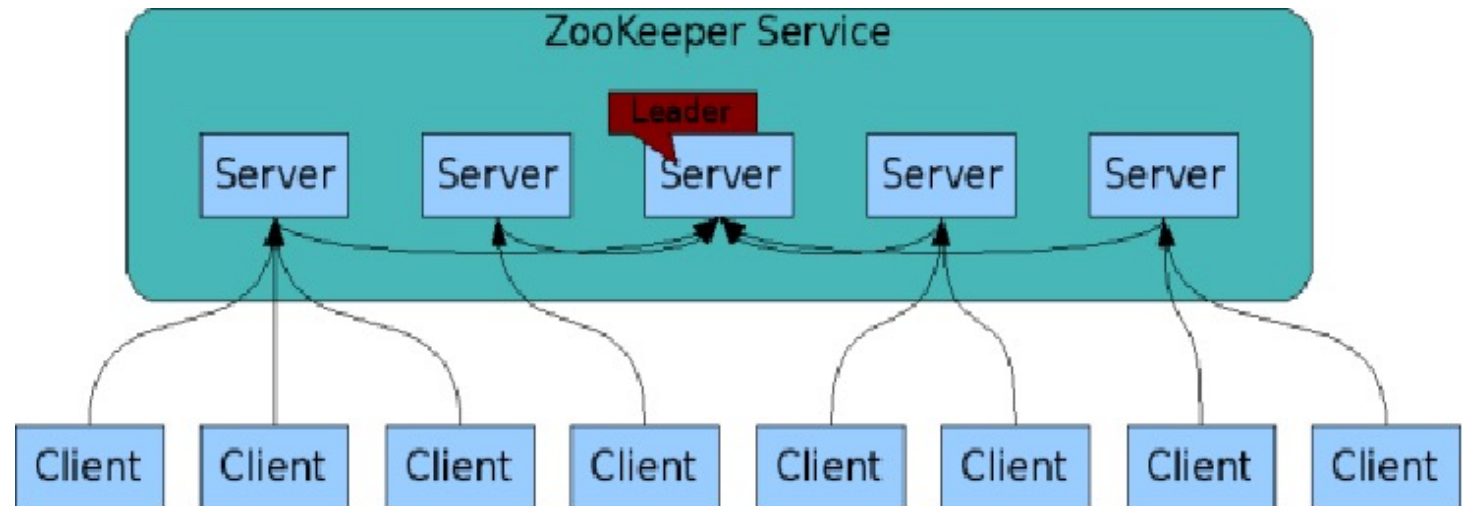 ZooKeeper Service
Leader
Server Server Server Server Server
Client Client Client Client Client Client Client Client